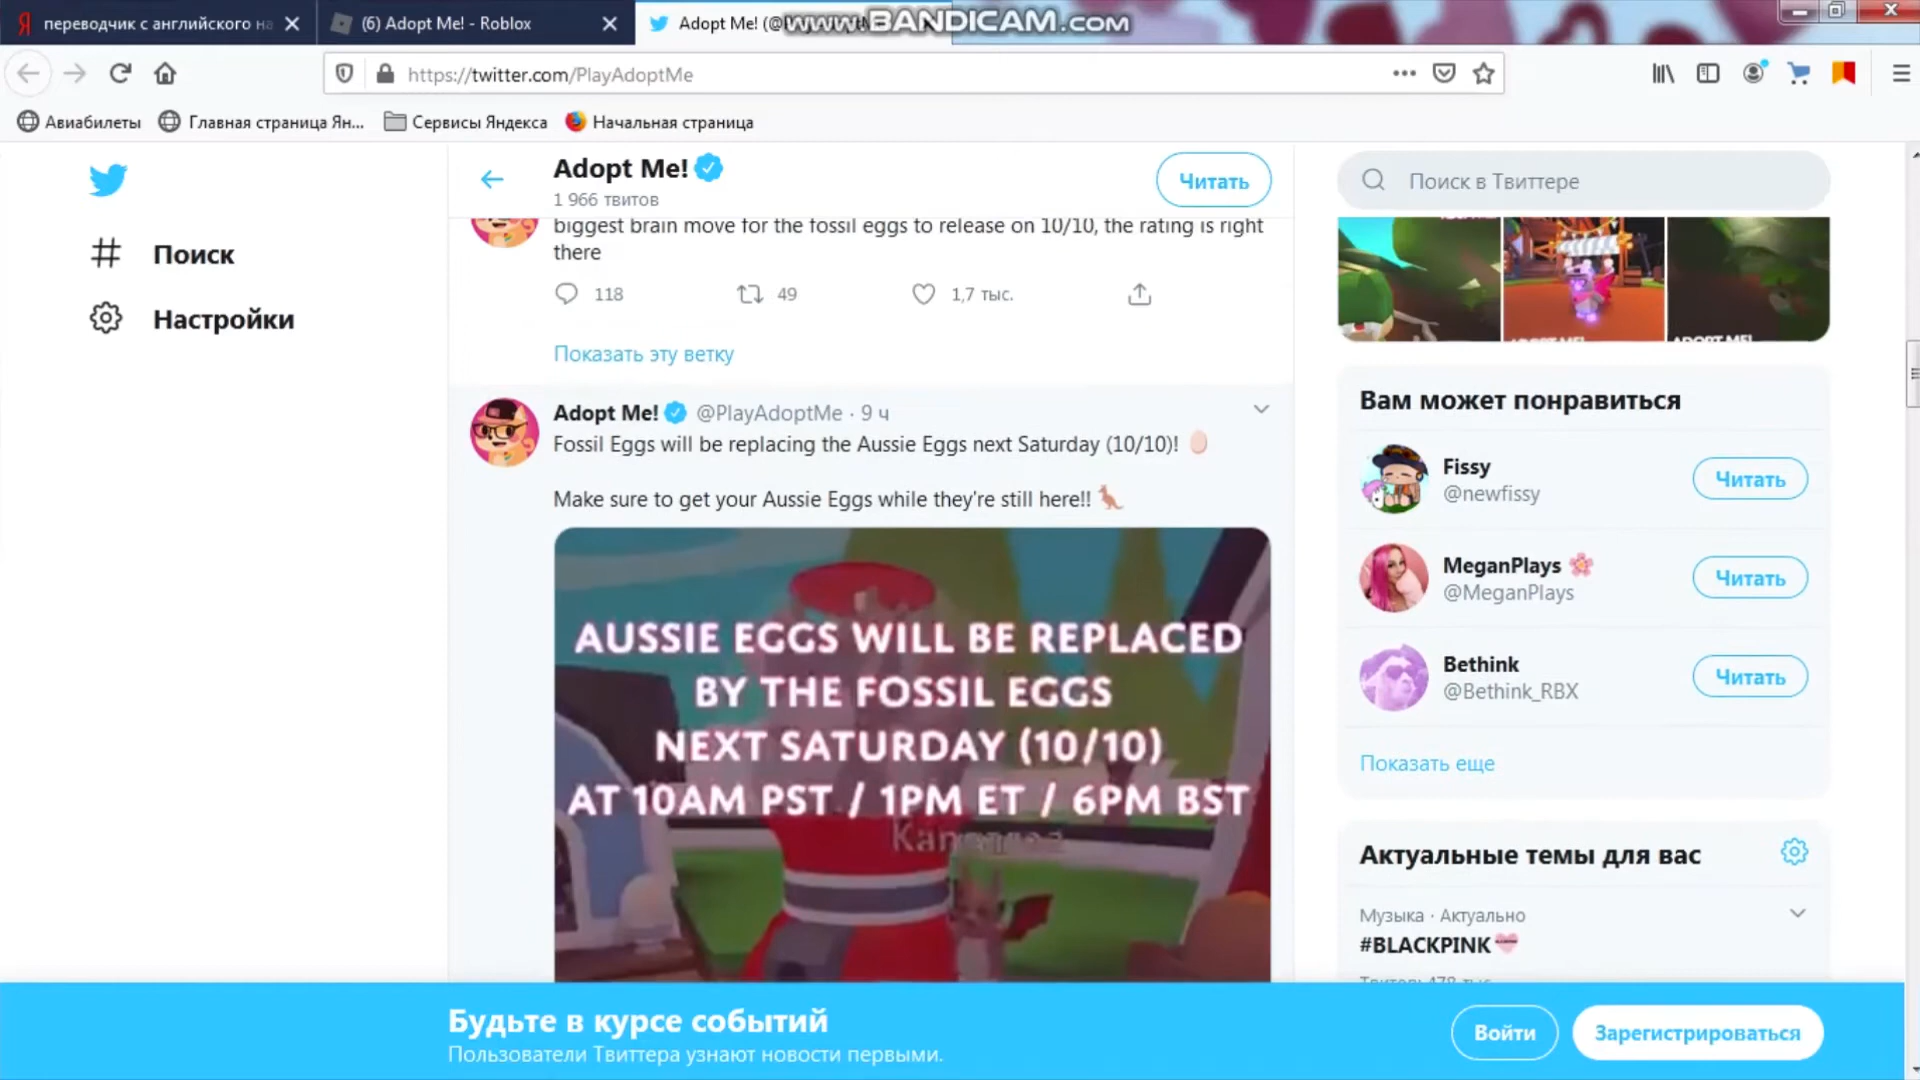 переводчик с английского на
(6) Adopt Me! - Roblox
Adopt Me! (@
www.BANDICAM.com
https://twitter.com/PlayAdoptMe
Авиабилеты
Главная страница Ян...
Сервисы Яндекса
Начальная страница
Adopt Me!
1 966 твитов
Читать
Поиск в Твиттере
Поиск
Настройки
biggest brain move for the fossil eggs to release on 10/10, the rating is right
there
118
49
1,7 тыс.
Показать эту ветку
ADOPT ME!
ADOPT ME!
Adopt Me! @PlayAdoptMe · 9 ч
Fossil Eggs will be replacing the Aussie Eggs next Saturday (10/10)!
Make sure to get your Aussie Eggs while they're still here!!
AUSSIE EGGS WILL BE REPLACED
BY THE FOSSIL EGGS
NEXT SATURDAY (10/10)
AT 10AM PST / 1PM ET / 6PM BST
Kangaroo
Вам может понравиться
Fissy
@newfissy
Читать
MeganPlays
@MeganPlays
Читать
Bethink
@Bethink_RBX
Читать
Показать еще
Актуальные темы для вас
Музыка · Актуально
#BLACKPINK
Будьте в курсе событий
Пользователи Твиттера узнают новости первыми.
Войти
Зарегистрироваться